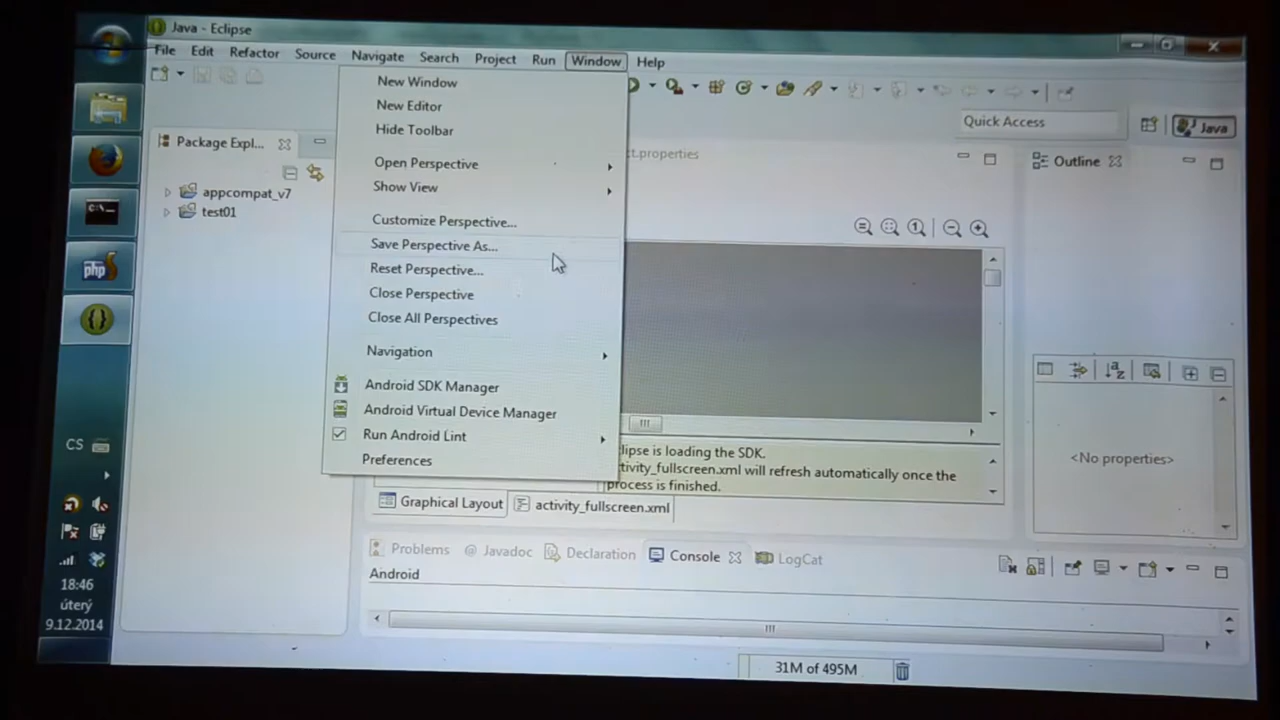 Java - Eclipse
File Edit Refactor Source Navigate Search Project Run Window Help
New Window
New Editor
Hide Toolbar
Open Perspective
Show View
Customize Perspective...
Save Perspective As...
Reset Perspective...
Close Perspective
Close All Perspectives
Navigation
Android SDK Manager
Android Virtual Device Manager
Run Android Lint
Preferences
Quick Access
Java
Package Expl...
appcompat_v7
test01
t.properties
Outline
<No properties>
clipse is loading the SDK.
ctivity_fullscreen.xml will refresh automatically once the
process is finished.
Graphical Layout
activity_fullscreen.xml
Problems @ Javadoc Declaration Console LogCat
Android
31M of 495M
C:\
php
CS
18:46
úterý
9.12.2014